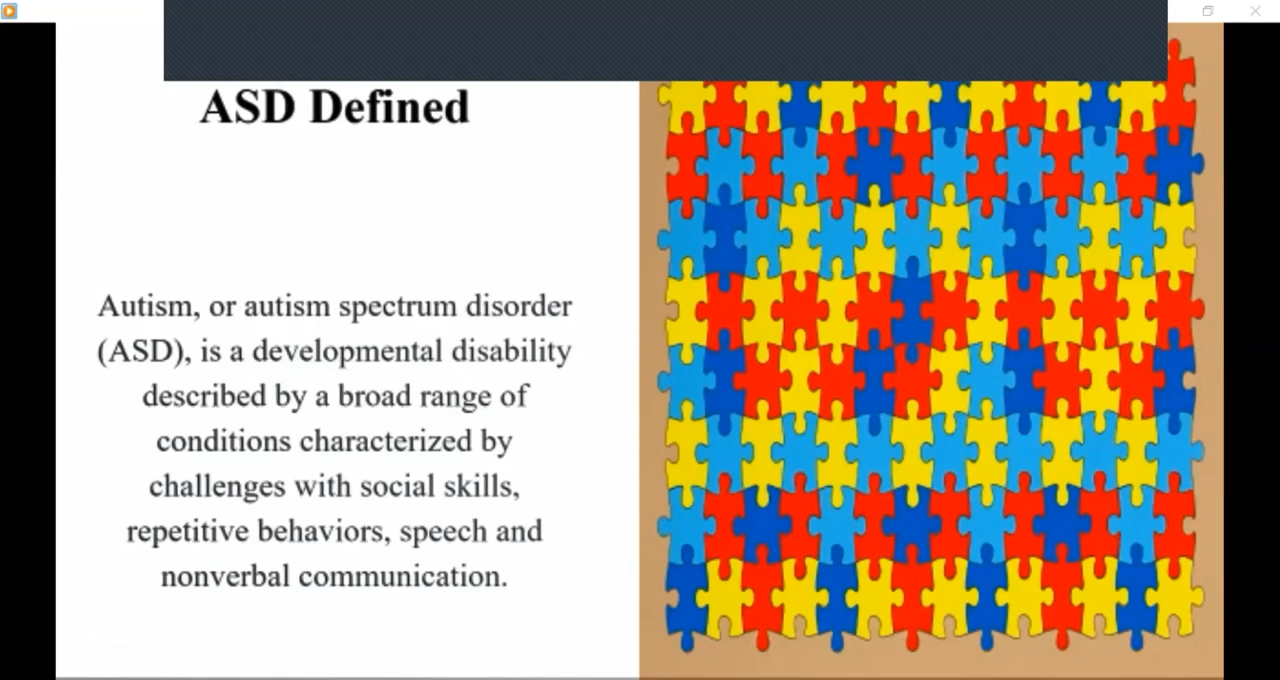 ASD Defined
Autism, or autism spectrum disorder
(ASD), is a developmental disability
described by a broad range of
conditions characterized by
challenges with social skills,
repetitive behaviors, speech and
nonverbal communication.